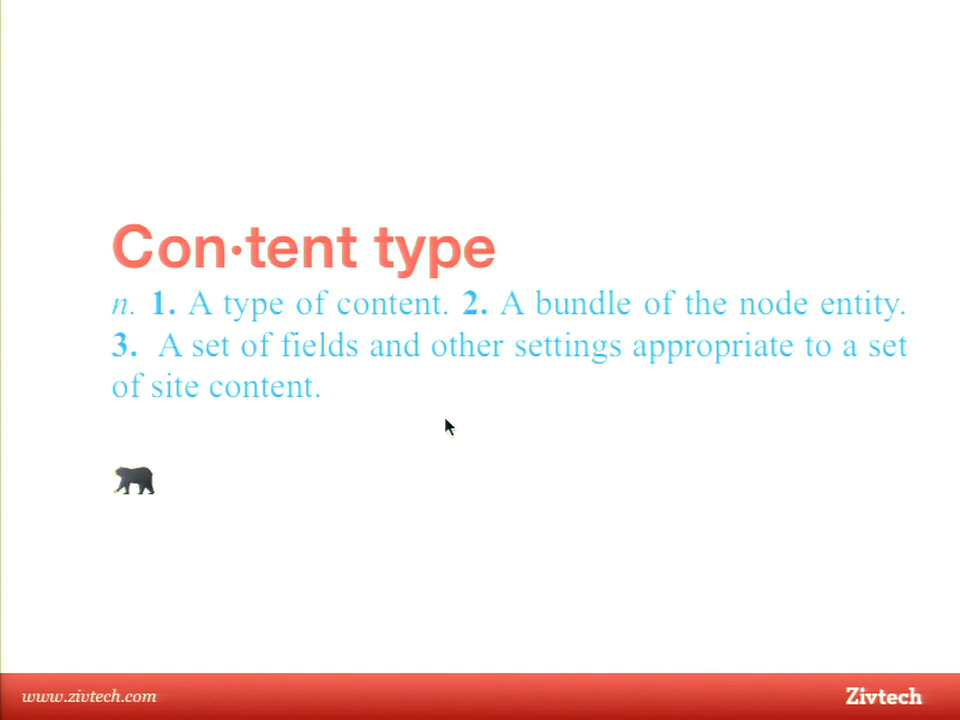 Con·tent type
n. 1. A type of content. 2. A bundle of the node entity.
3. A set of fields and other settings appropriate to a set
of site content.
www.zivtech.com
Zivtech